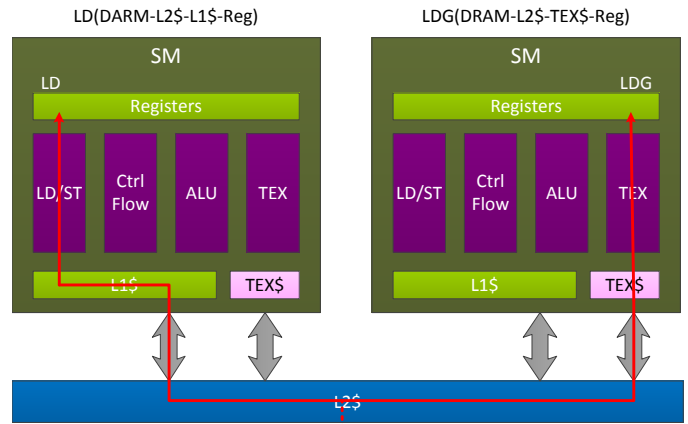 LD(DARM-L2$-L1$-Reg)
LDG(DRAM-L2$-TEX$-Reg)
SM
LD
Registers
LD/ST
Ctrl
Flow
ALU
TEX
L1$
TEX$
SM
LDG
Registers
LD/ST
Ctrl
Flow
ALU
TEX
L1$
TEX$
L2$